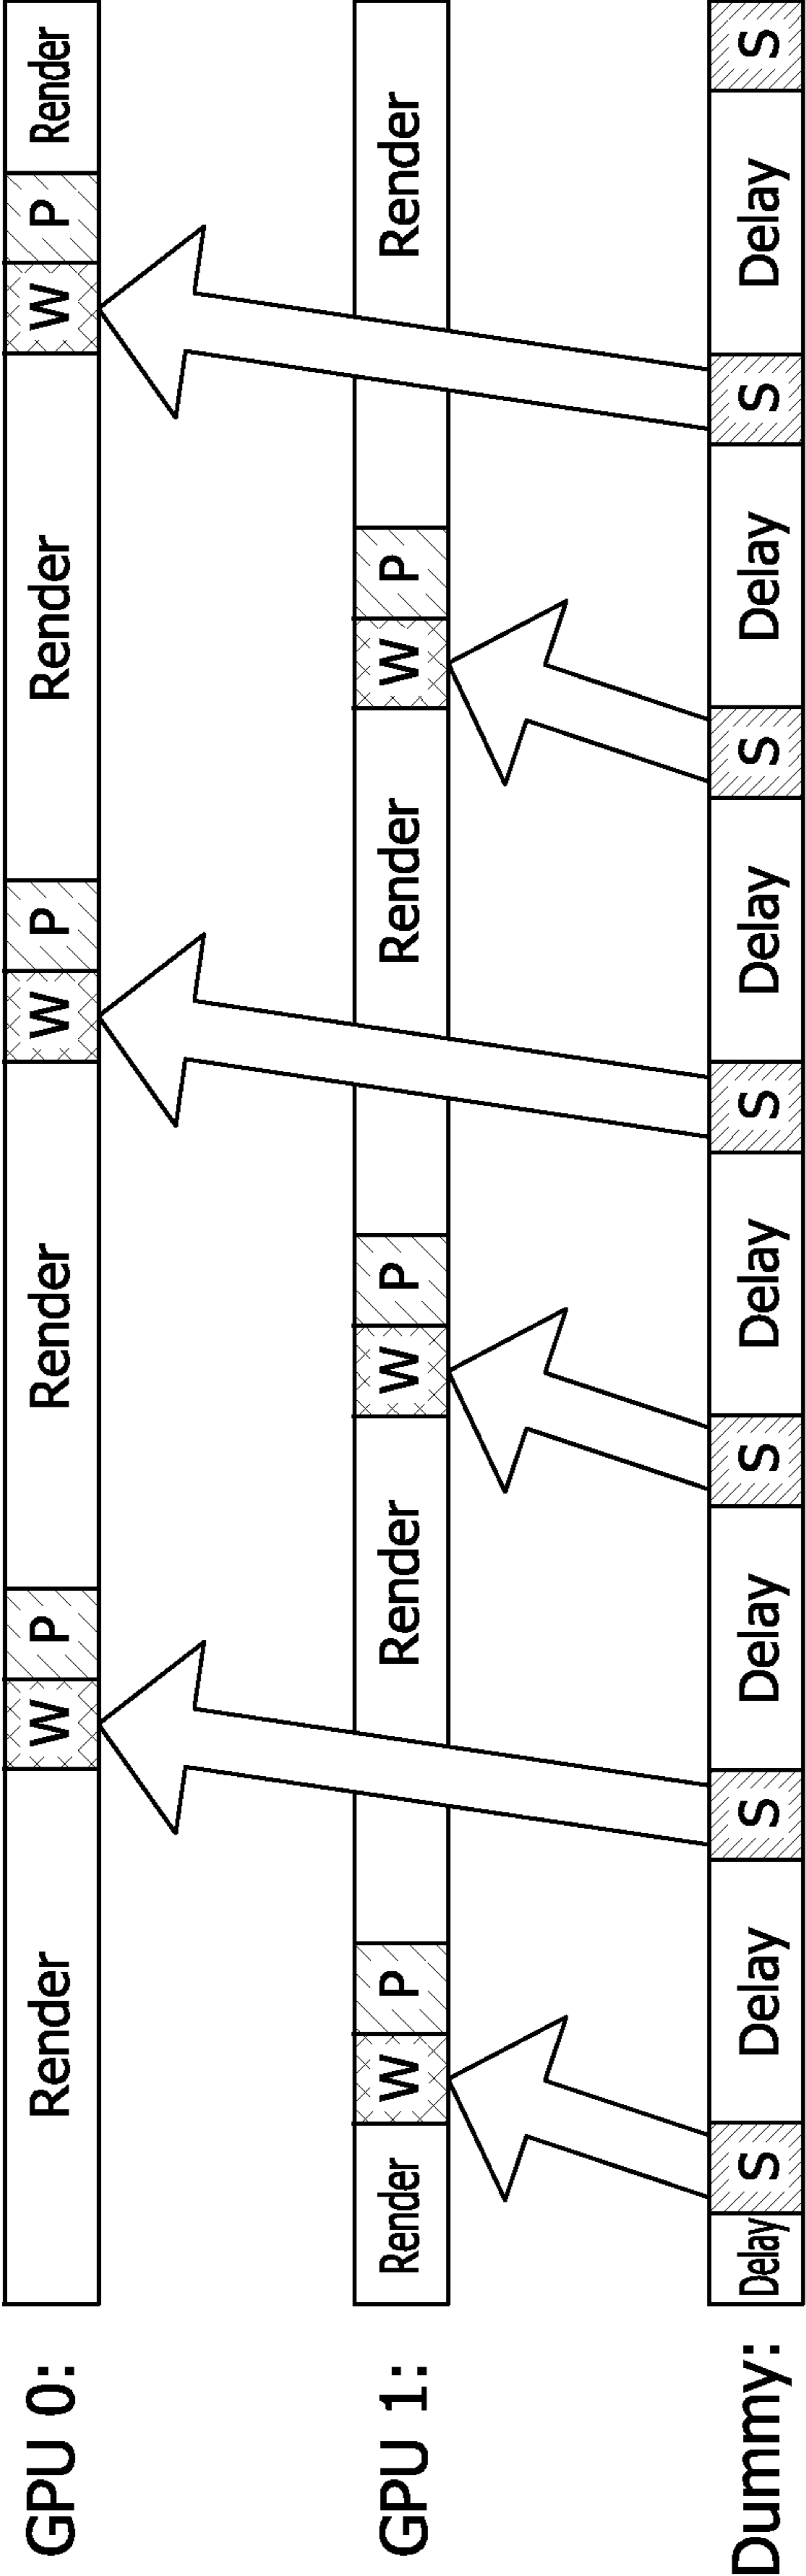 GPU 0: Render W P Render W P Render W P Render
GPU 1: Render W P Render W P Render W P Render
Dummy: Delay S Delay S Delay S Delay S Delay S Delay S Delay S